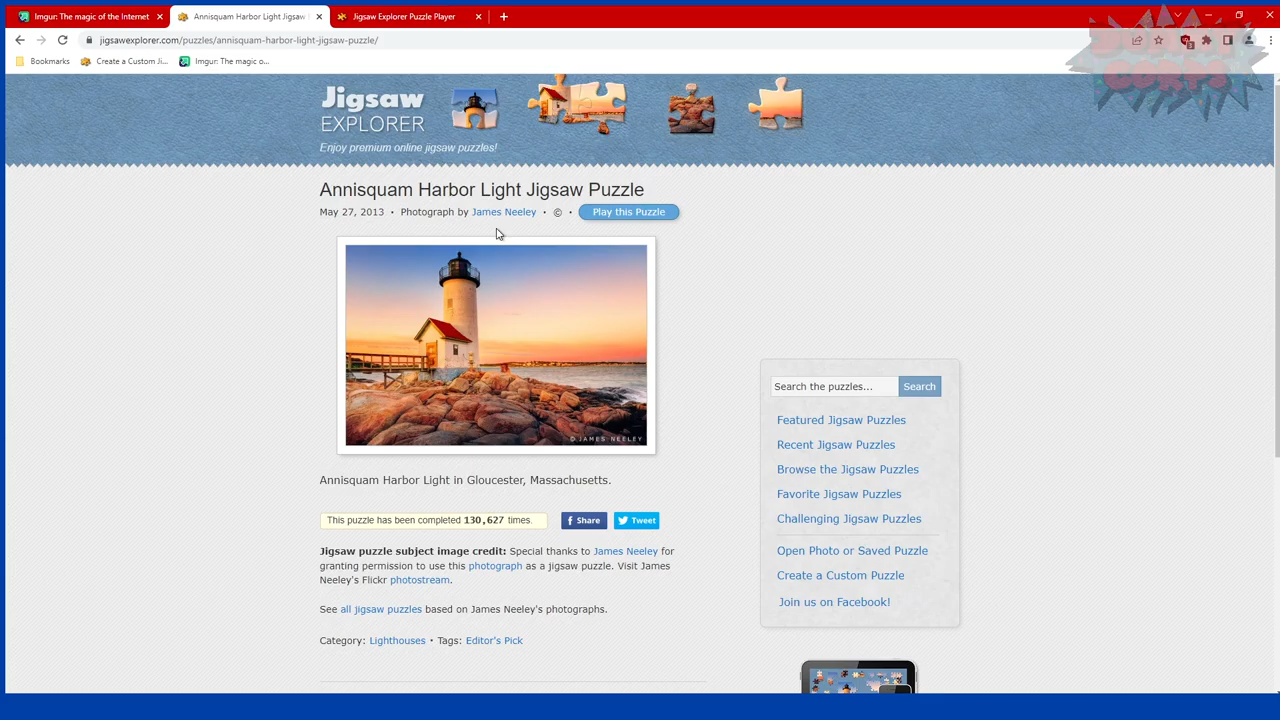 Imgur: The magic of the Internet
Annisquam Harbor Light Jigsaw
Jigsaw Explorer Puzzle Player
jigsawexplorer.com/puzzles/annisquam-harbor-light-jigsaw-puzzle/
Bookmarks
Create a Custom Ji...
Imgur: The magic o...
CORPS
Jigsaw
EXPLORER
Enjoy premium online jigsaw puzzles!
Annisquam Harbor Light Jigsaw Puzzle
May 27, 2013 • Photograph by James Neeley • © • Play this Puzzle
© JAMES NEELEY
Annisquam Harbor Light in Gloucester, Massachusetts.
This puzzle has been completed 130,627 times. Share Tweet
Jigsaw puzzle subject image credit: Special thanks to James Neeley for
granting permission to use this photograph as a jigsaw puzzle. Visit James
Neeley's Flickr photostream.
See all jigsaw puzzles based on James Neeley's photographs.
Category: Lighthouses • Tags: Editor's Pick
Search the puzzles... Search
Featured Jigsaw Puzzles
Recent Jigsaw Puzzles
Browse the Jigsaw Puzzles
Favorite Jigsaw Puzzles
Challenging Jigsaw Puzzles
Open Photo or Saved Puzzle
Create a Custom Puzzle
Join us on Facebook!